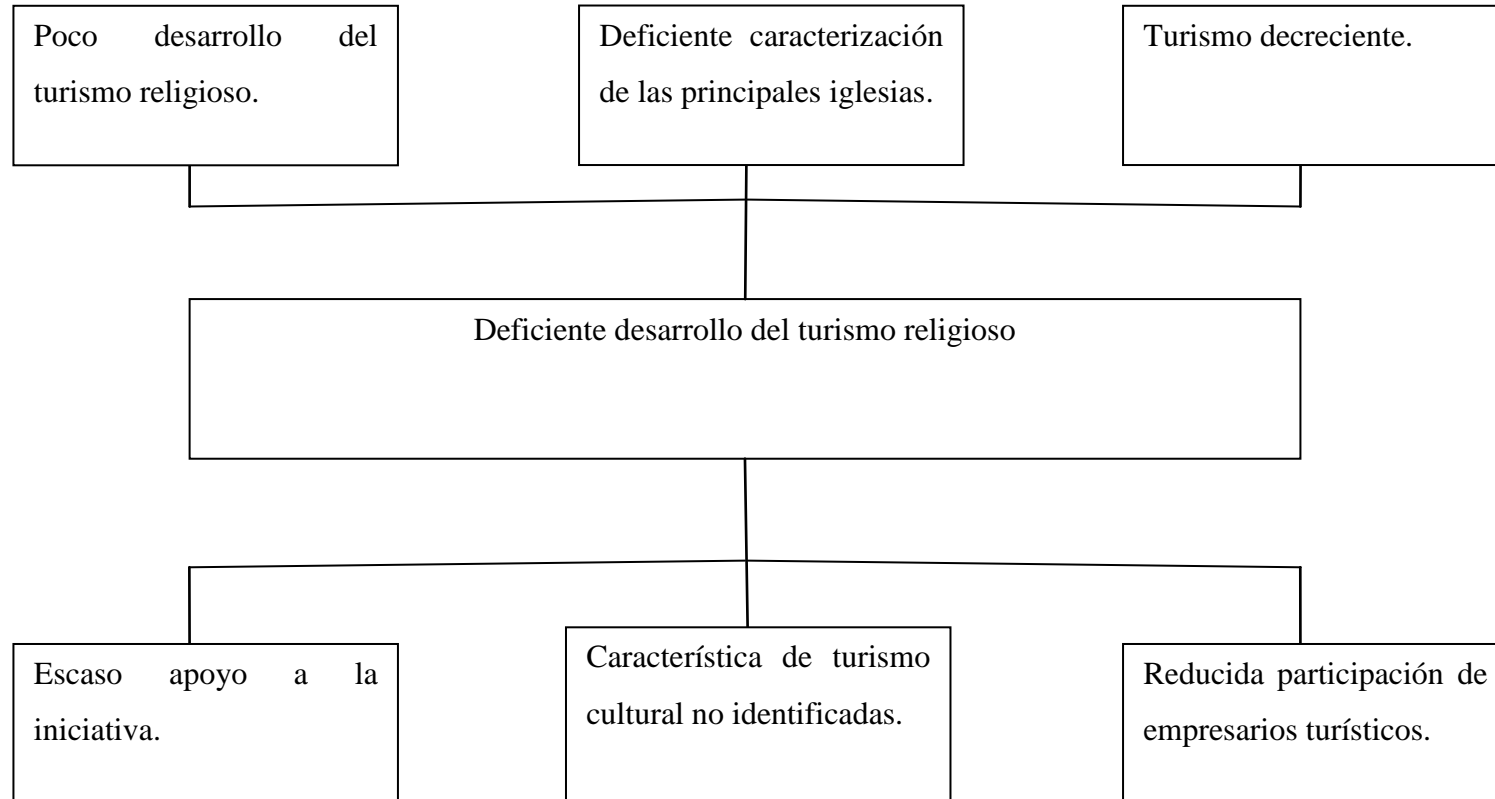 Poco desarrollo del
turismo religioso.
Deficiente caracterización
de las principales iglesias.
Turismo decreciente.
Deficiente desarrollo del turismo religioso
Escaso apoyo a la
iniciativa.
Característica de turismo
cultural no identificadas.
Reducida participación de
empresarios turísticos.